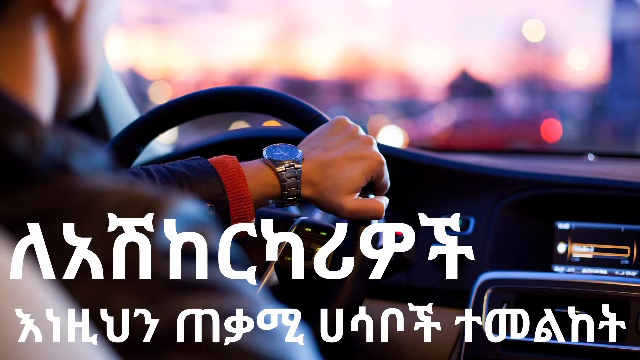 ለአሽከርካሪዎች
እነዚህን ጠቃሚ ሀሳቦች ተመልከት